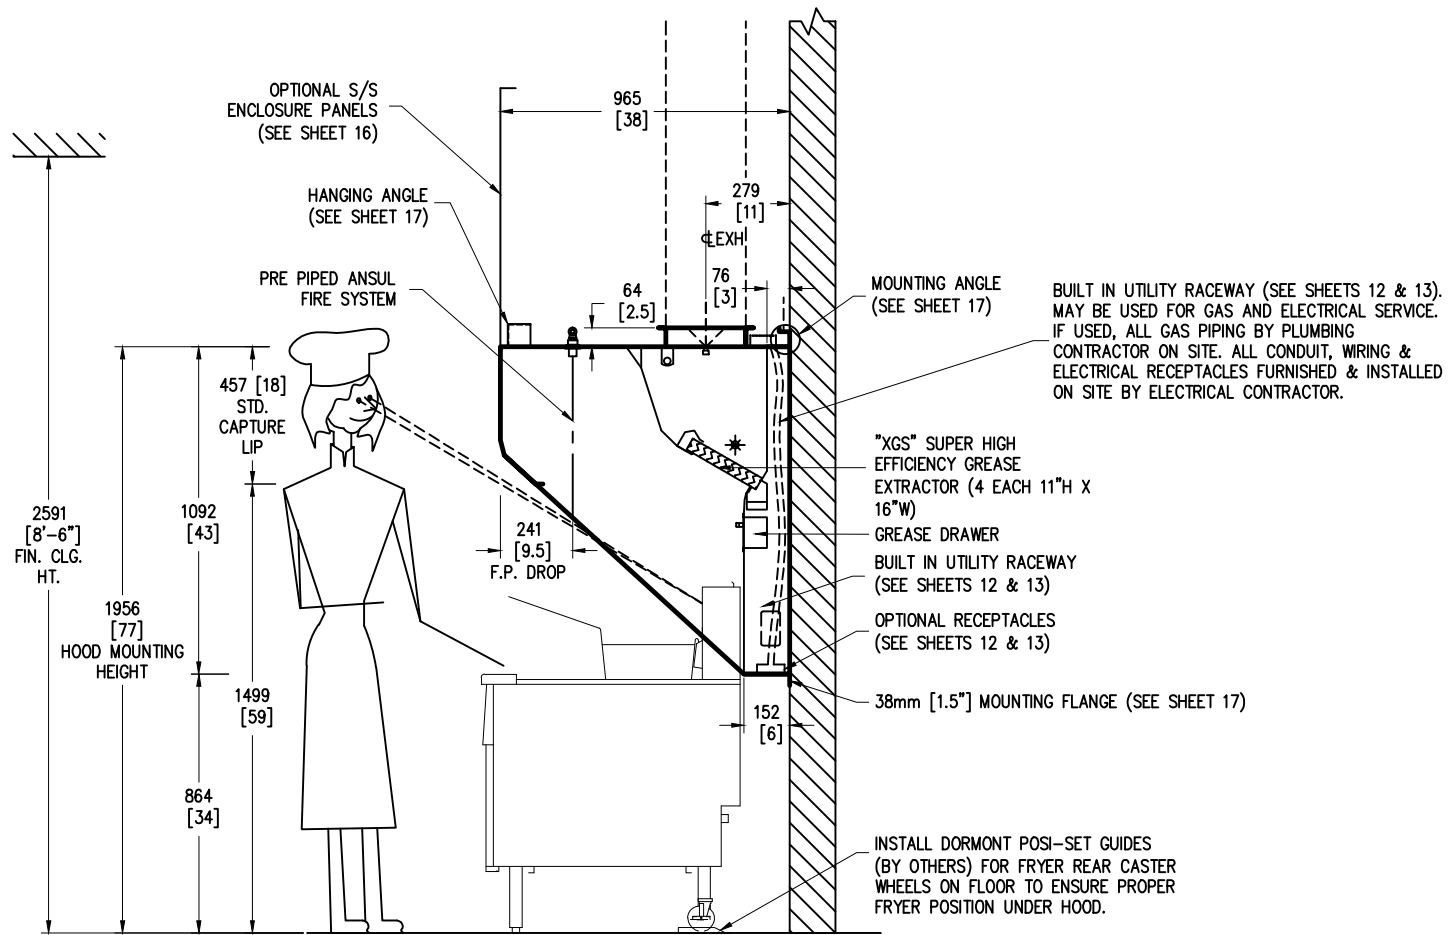 OPTIONAL S/S
ENCLOSURE PANELS
(SEE SHEET 16)
965
[38]
HANGING ANGLE
(SEE SHEET 17)
279
[11]
℄EXH
PRE PIPED ANSUL
FIRE SYSTEM
64
[2.5]
76
[3]
MOUNTING ANGLE
(SEE SHEET 17)
BUILT IN UTILITY RACEWAY (SEE SHEETS 12 & 13).
MAY BE USED FOR GAS AND ELECTRICAL SERVICE.
IF USED, ALL GAS PIPING BY PLUMBING
CONTRACTOR ON SITE. ALL CONDUIT, WIRING &
ELECTRICAL RECEPTACLES FURNISHED & INSTALLED
ON SITE BY ELECTRICAL CONTRACTOR.
457 [18]
STD.
CAPTURE
LIP
"XGS" SUPER HIGH
EFFICIENCY GREASE
EXTRACTOR (4 EACH 11"H X
16"W)
GREASE DRAWER
2591
[8'-6"]
FIN. CLG.
HT.
1092
[43]
241
[9.5]
F.P. DROP
BUILT IN UTILITY RACEWAY
(SEE SHEETS 12 & 13)
1956
[77]
HOOD MOUNTING
HEIGHT
OPTIONAL RECEPTACLES
(SEE SHEETS 12 & 13)
1499
[59]
38mm [1.5"] MOUNTING FLANGE (SEE SHEET 17)
152
[6]
864
[34]
INSTALL DORMONT POSI-SET GUIDES
(BY OTHERS) FOR FRYER REAR CASTER
WHEELS ON FLOOR TO ENSURE PROPER
FRYER POSITION UNDER HOOD.